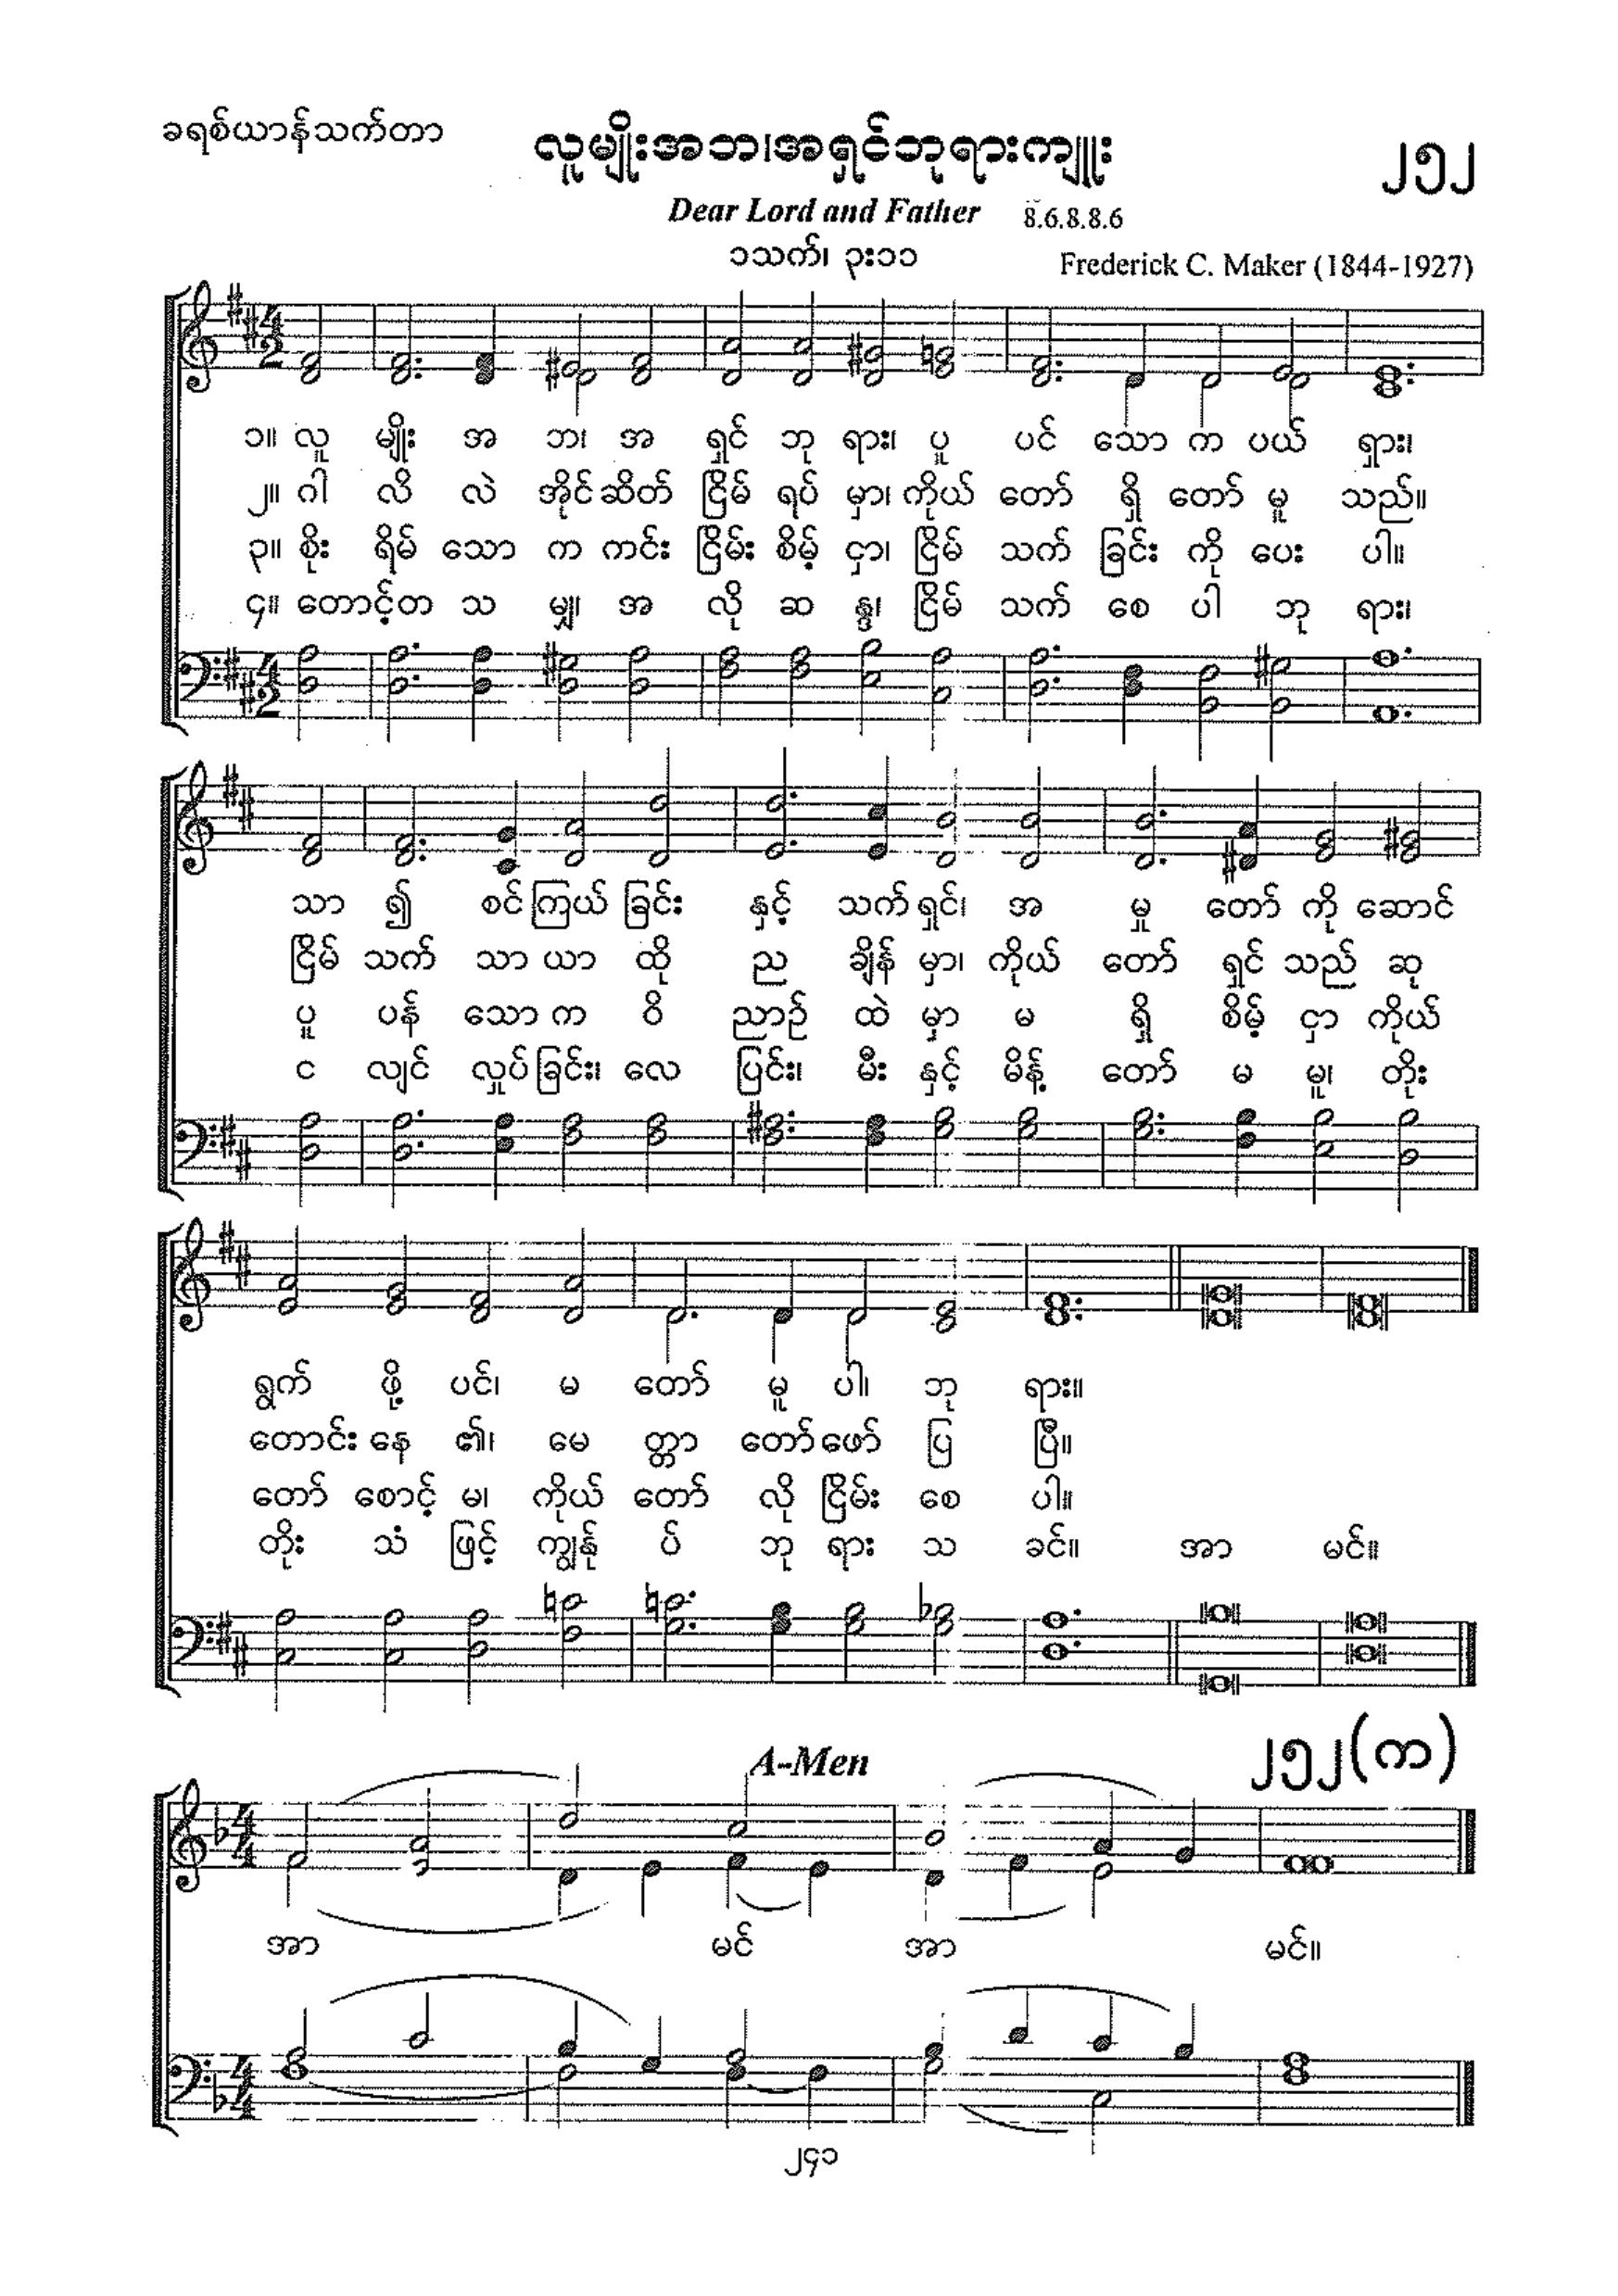 ခရစ်ယာန်သက်တာ
လူမျိုးအဘ၊အရှင်ဘုရားကျူး
၂၅၂
Dear Lord and Father 8.6.8.8.6
၁သက်၊ ၃း၁၁
Frederick C. Maker (1844-1927)
၁။ လူ မျိုး အ ဘ၊ အ ရှင် ဘု ရား၊ ပူ ပင် သော က ပယ် ရှား၊
၂။ ဂါ လိ လဲ အိုင် ဆိတ် ငြိမ် ရပ် မှာ၊ ကိုယ် တော် ရှိ တော် မူ သည်။
၃။ စိုး ရိမ် သော က ကင်း ငြိမ်း စိမ့် ငှာ၊ ငြိမ် သက် ခြင်း ကို ပေး ပါ။
၄။ တောင့် တ သ မျှ၊ အ လို ဆ န္ဒ၊ ငြိမ် သက် စေ ပါ ဘု ရား၊
သာ ၍ စင် ကြယ် ခြင်း နှင့် သက် ရှင်၊ အ မှု တော် ကို ဆောင်
ငြိမ် သက် သာ ယာ ထို ည ချိန် မှာ၊ ကိုယ် တော် ရှင် သည် ဆု
ပူ ပန် သော က ဝိ ညာဉ် ထဲ မှာ မ ရှိ စိမ့် ငှာ ကိုယ်
င လျင် လှုပ် ခြင်း၊ လေ ပြင်း၊ မီး နှင့် မိန့် တော် မ မူ၊ တိုး
ရွက် ဖို့ ပင်၊ မ တော် မူ ပါ၊ ဘု ရား။
တောင်း နေ ၏၊ မေ တ္တာ တော် ဖော် ပြ ပြီ။
တော် စောင့် မ၊ ကိုယ် တော် လို ငြိမ်း စေ ပါ။
တိုး သံ ဖြင့် ကျွန်ု ပ် ဘု ရား သ ခင်။ အာ မင်။
A-Men
၂၅၂(က)
အာ မင် အာ မင်။
၂၄၁